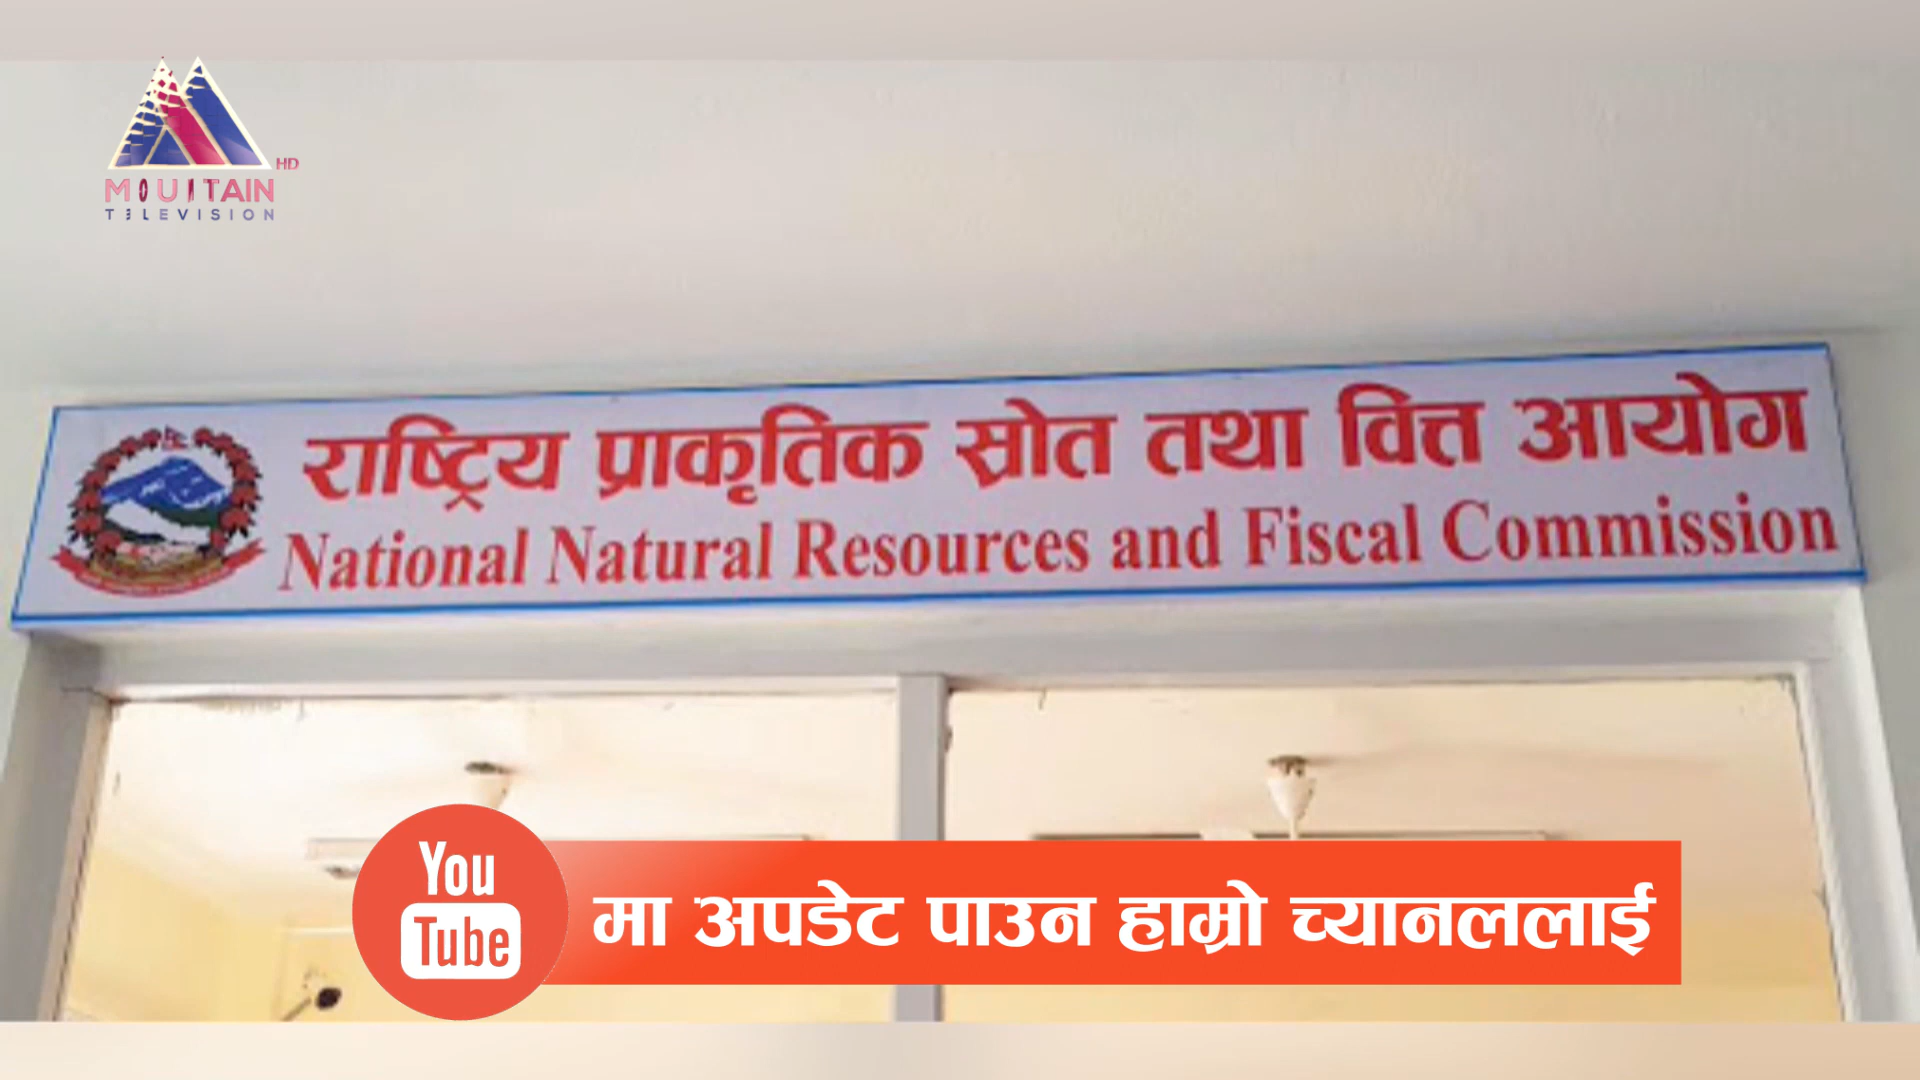 HD
MOUNTAIN
TELEVISION
राष्ट्रिय प्राकृतिक स्रोत तथा वित्त आयोग
National Natural Resources and Fiscal Commission
You
Tube
मा अपडेट पाउन हाम्रो च्यानललाई